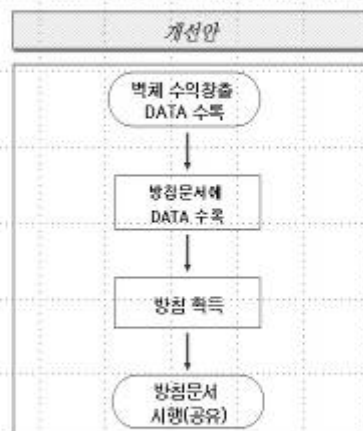 개선안
벽체 수익창출
DATA 수록
방침문서에
DATA 수록
방침 획득
방침문서
시행(공유)